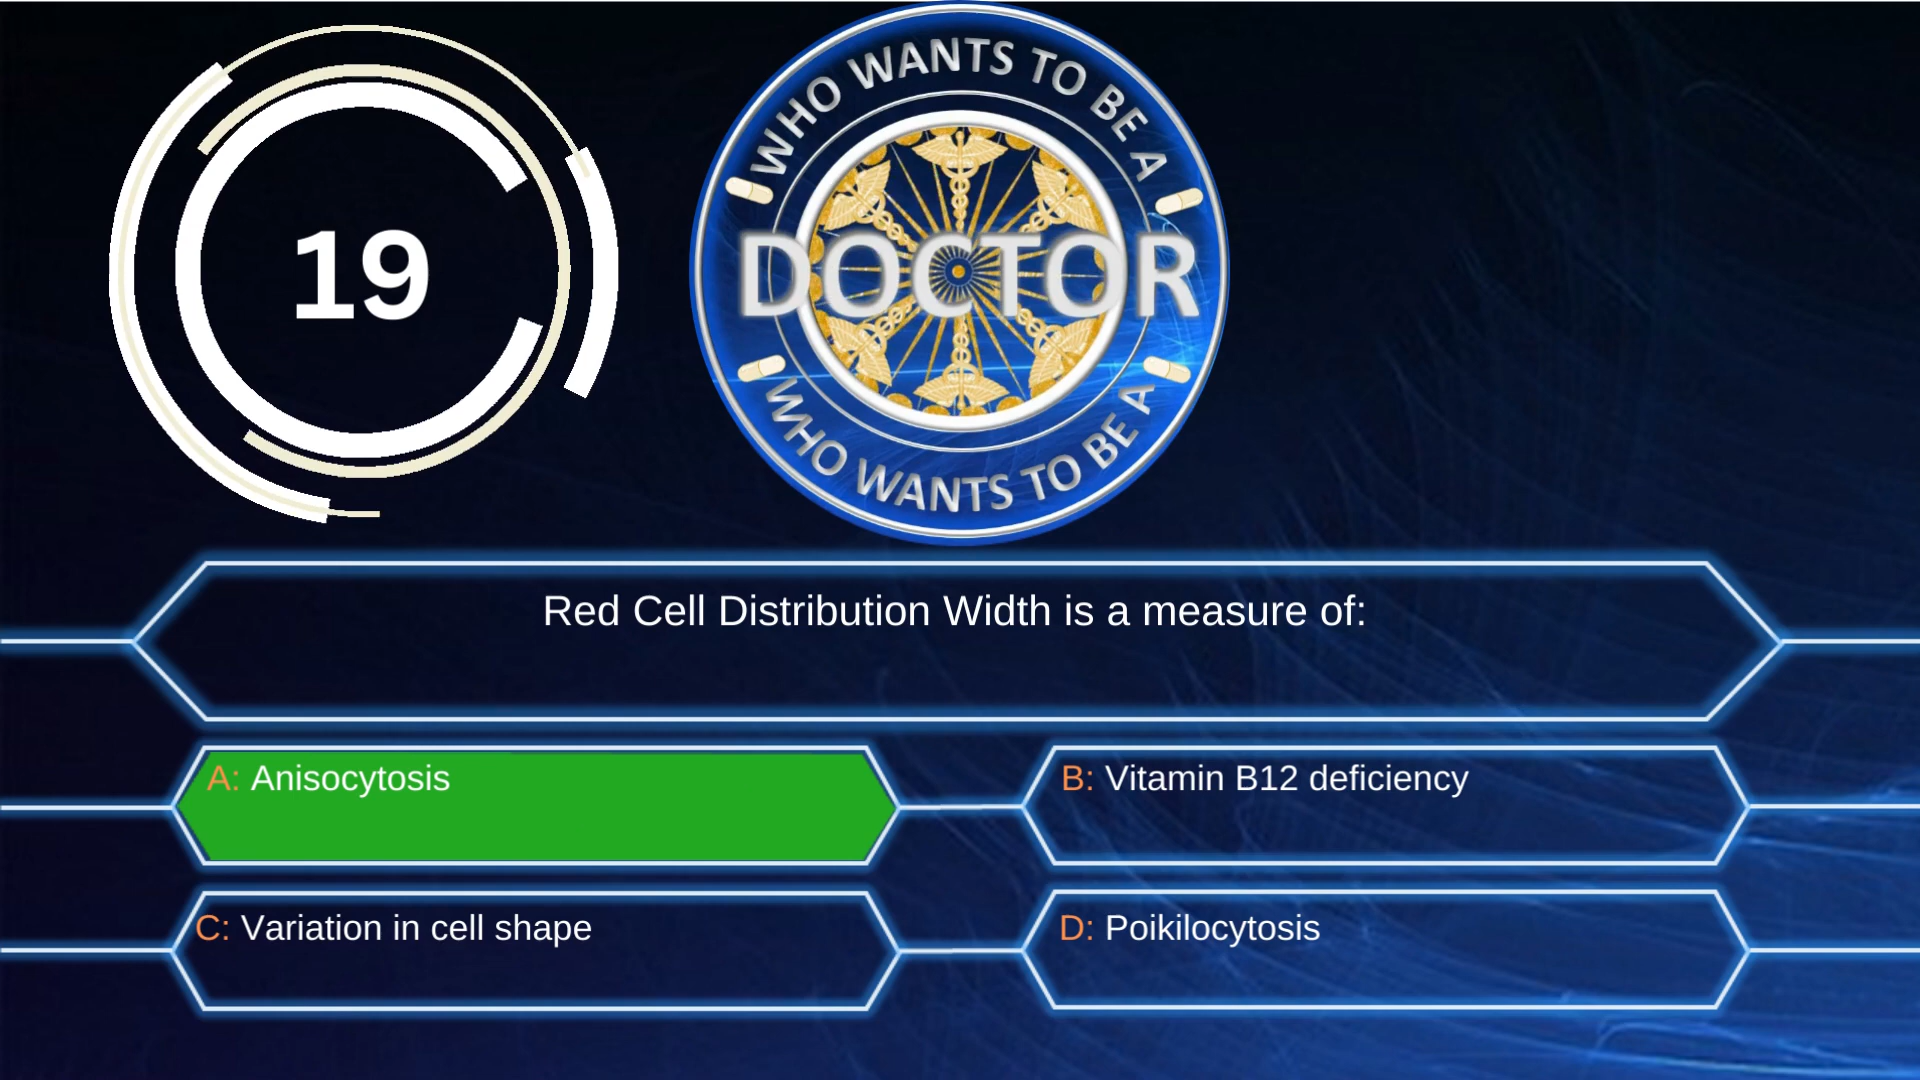 19
WHO WANTS TO BE A
DOCTOR
WHO WANTS TO BE A
Red Cell Distribution Width is a measure of:
A: Anisocytosis
B: Vitamin B12 deficiency
C: Variation in cell shape
D: Poikilocytosis